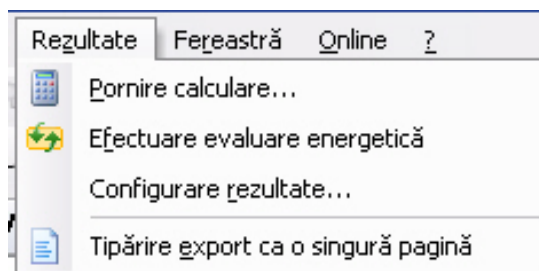 Rezultate Fereastră Online ?
Pornire calculare...
Efectuare evaluare energetică
Configurare rezultate...
Tipărire export ca o singură pagină